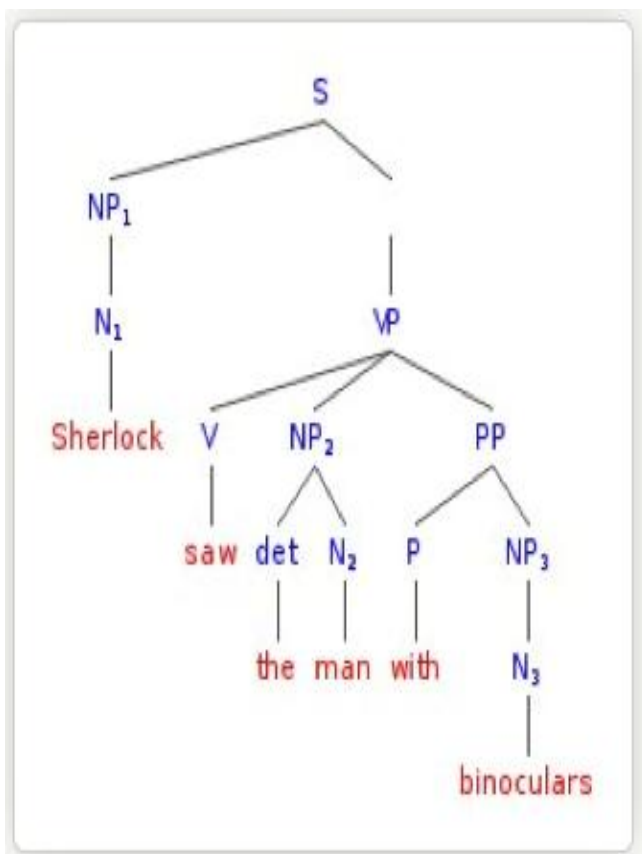 S
NP₁
N₁ VP
Sherlock V NP₂ PP
saw det N₂ P NP₃
the man with N₃
binoculars